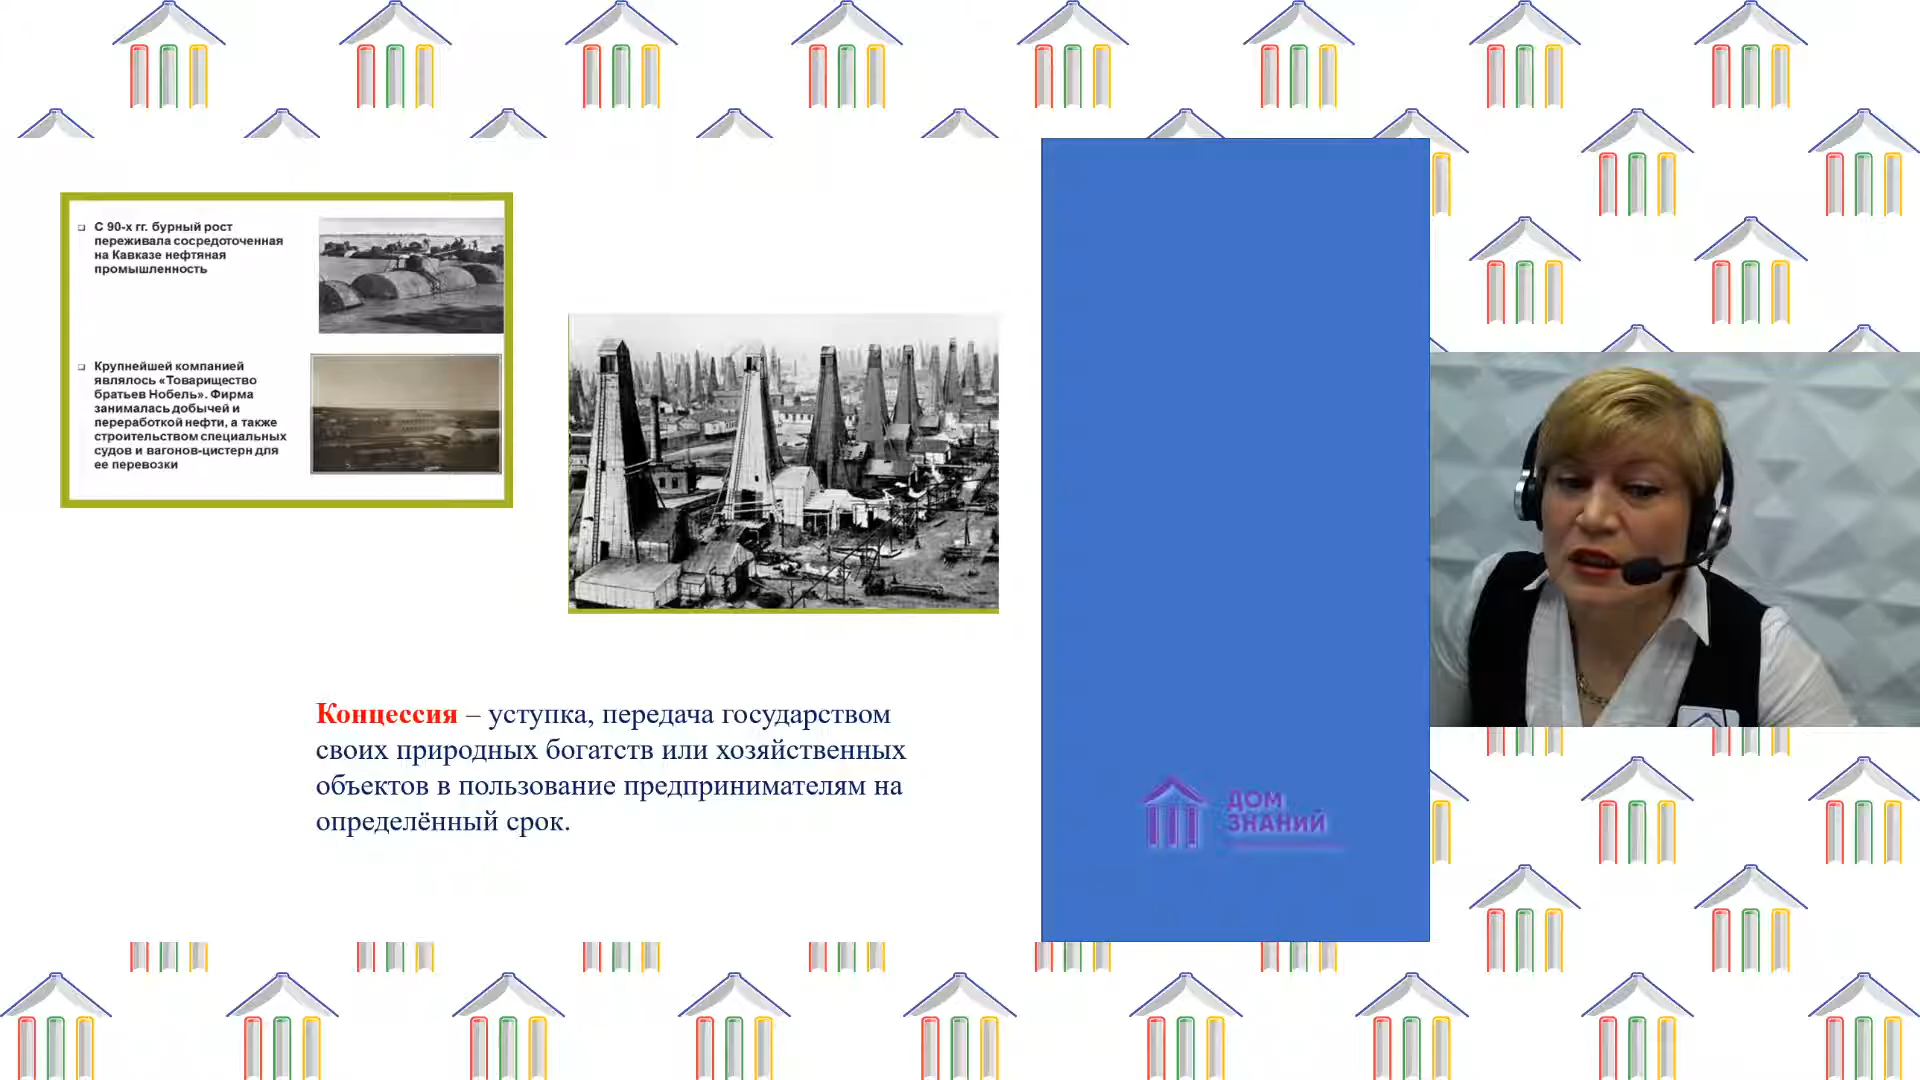 С 90-х гг. бурный рост
переживала сосредоточенная
на Кавказе нефтяная
промышленность
Крупнейшей компанией
являлось «Товарищество
братьев Нобель». Фирма
занималась добычей и
переработкой нефти, а также
строительством специальных
судов и вагонов-цистерн для
ее перевозки
Концессия – уступка, передача государством
своих природных богатств или хозяйственных
объектов в пользование предпринимателям на
определённый срок.
ДОМ
ЗНАНИЙ